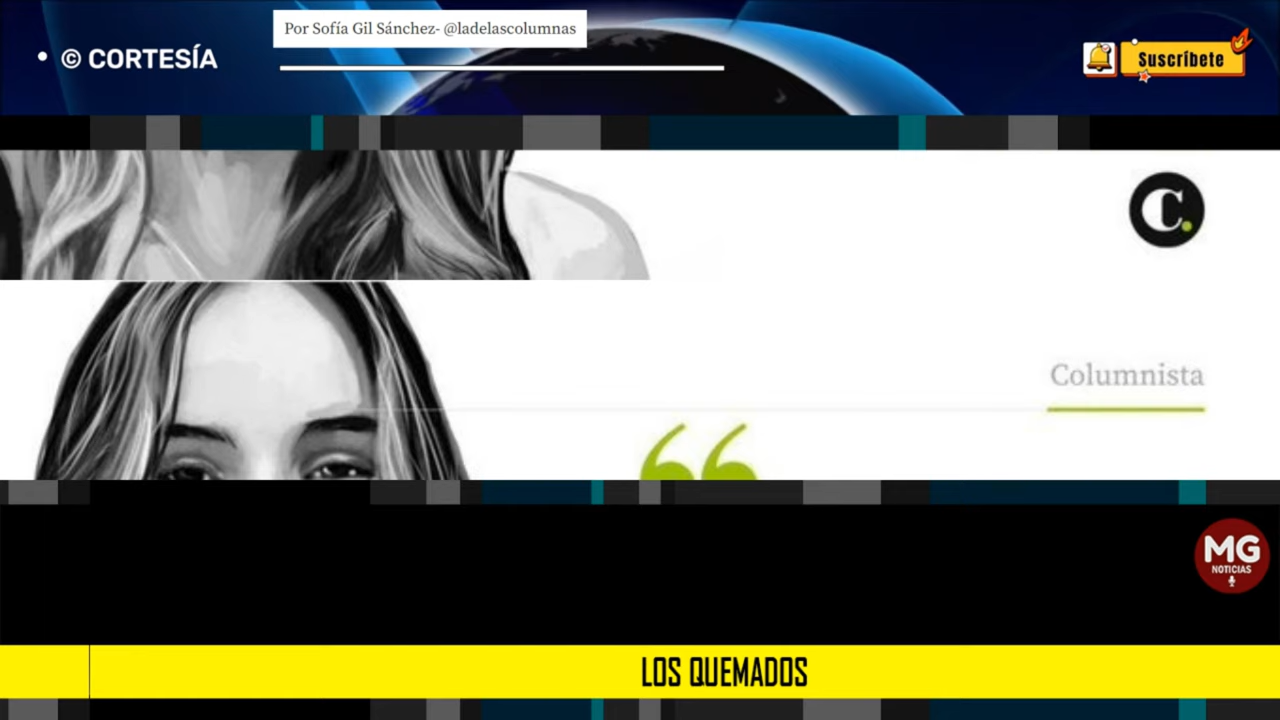 Por Sofía Gil Sánchez- @ladelascolumnas
• © CORTESÍA
Suscríbete
C.
Columnista
“
MG
NOTICIAS
LOS QUEMADOS